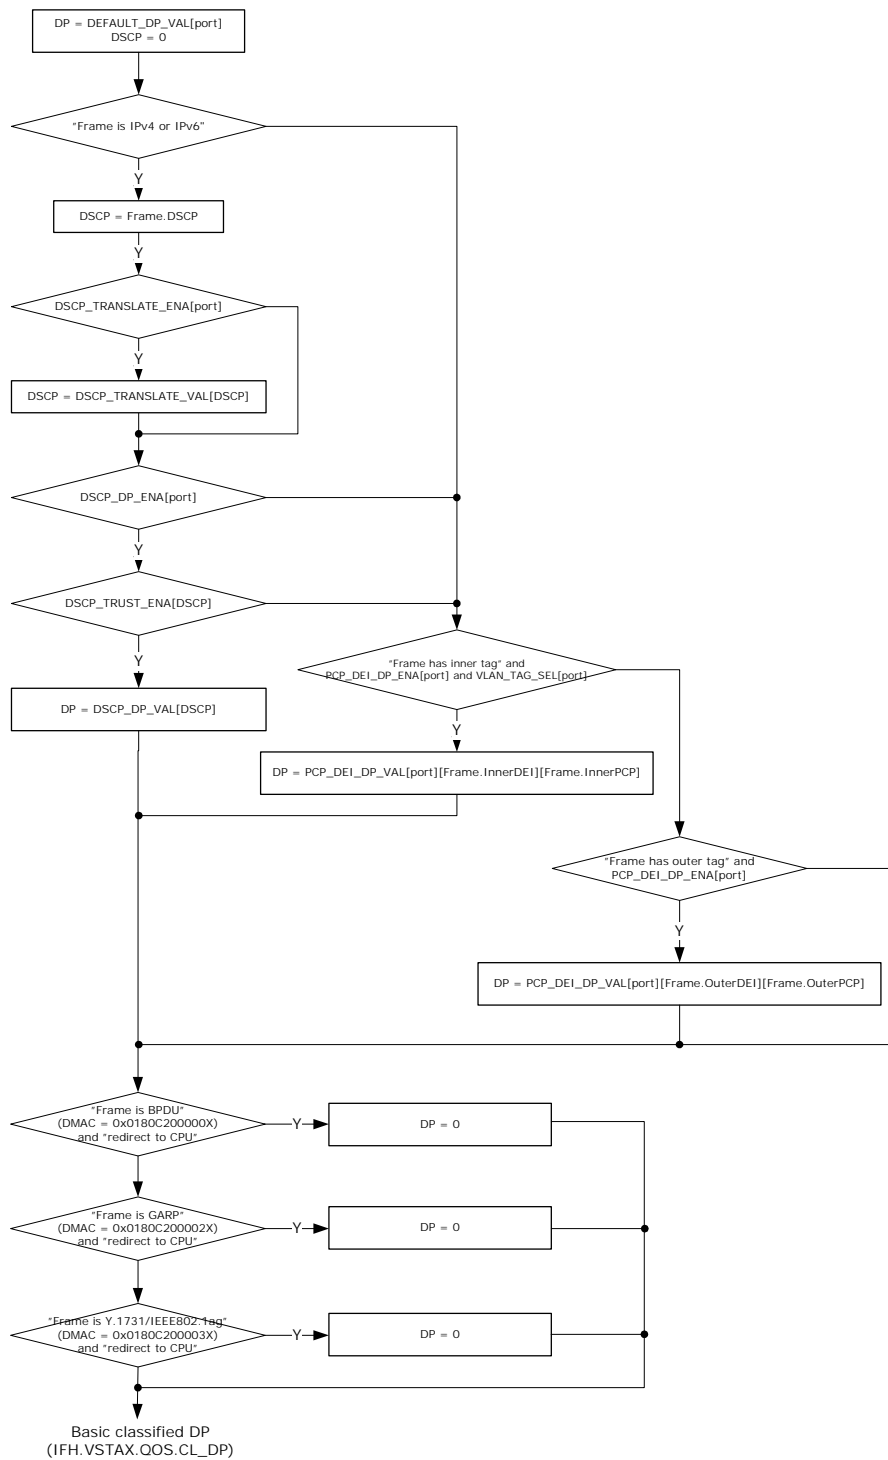 DP = DEFAULT_DP_VAL[port]
DSCP = 0
"Frame is IPv4 or IPv6"
Y
DSCP = Frame.DSCP
Y
DSCP_TRANSLATE_ENA[port]
Y
DSCP = DSCP_TRANSLATE_VAL[DSCP]
DSCP_DP_ENA[port]
Y
DSCP_TRUST_ENA[DSCP]
Y
"Frame has inner tag" and
PCP_DEI_DP_ENA[port] and VLAN_TAG_SEL[port]
DP = DSCP_DP_VAL[DSCP]
Y
DP = PCP_DEI_DP_VAL[port][Frame.InnerDEI][Frame.InnerPCP]
"Frame has outer tag" and
PCP_DEI_DP_ENA[port]
Y
DP = PCP_DEI_DP_VAL[port][Frame.OuterDEI][Frame.OuterPCP]
"Frame is BPDU"
(DMAC = 0x0180C200000X)
and "redirect to CPU"
Y
DP = 0
"Frame is GARP"
(DMAC = 0x0180C200002X)
and "redirect to CPU"
Y
DP = 0
"Frame is Y.1731/IEEE802.1ag"
(DMAC = 0x0180C200003X)
and "redirect to CPU"
Y
DP = 0
Basic classified DP
(IFH.VSTAX.QOS.CL_DP)